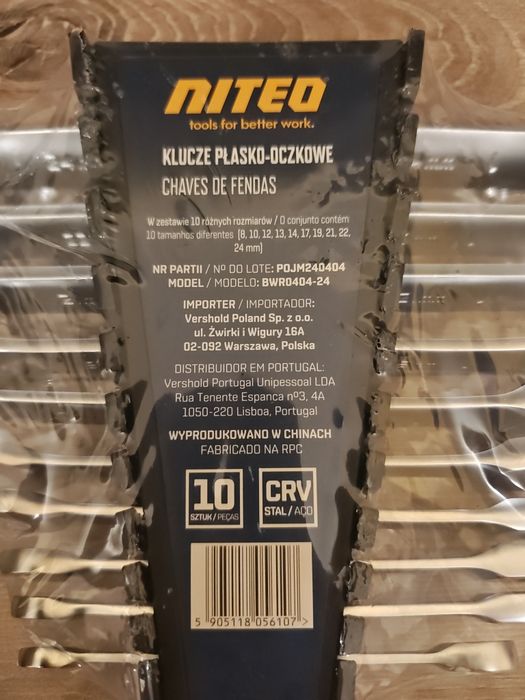 NITEO
tools for better work.
KLUCZE PŁASKO-OCZKOWE
CHAVES DE FENDAS
W zestawie 10 różnych rozmiarów / O conjunto contém
10 tamanhos diferentes (8, 10, 12, 13, 14, 17, 19, 21, 22,
24 mm)
NR PARTII / Nº DO LOTE: POJM240404
MODEL / MODELO: BWR0404-24
IMPORTER / IMPORTADOR:
Vershold Poland Sp. z o.o.
ul. Żwirki i Wigury 16A
02-092 Warszawa, Polska
DISTRIBUIDOR EM PORTUGAL:
Vershold Portugal Unipessoal LDA
Rua Tenente Espanca nº3, 4A
1050-220 Lisboa, Portugal
WYPRODUKOWANO W CHINACH
FABRICADO NA RPC
10
SZTUK / PEÇAS
CRV
STAL / AÇO
5 905118 056107 >